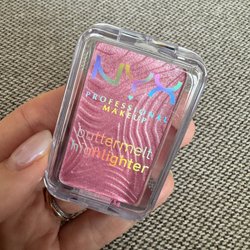 NYX
PROFESSIONAL
MAKEUP
buttermelt
highlighter